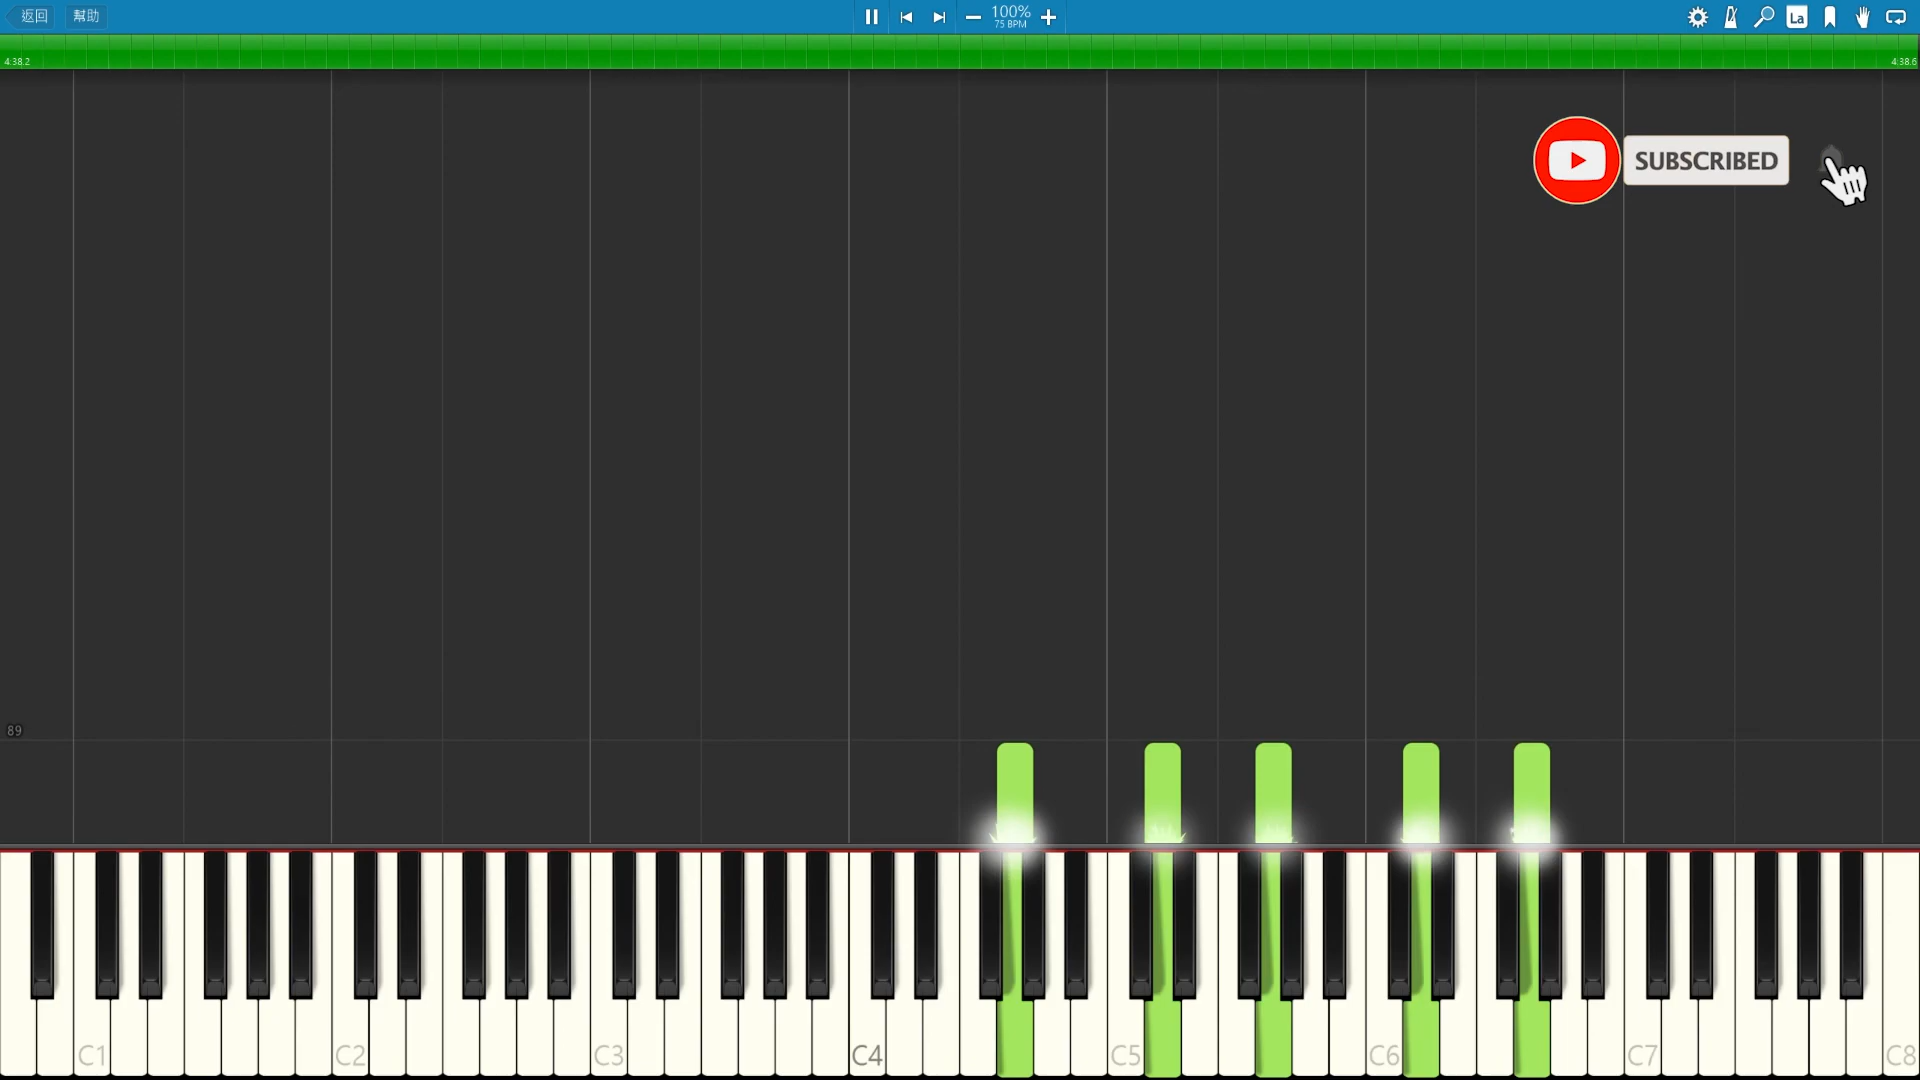 返回 幫助 100% La
75 BPM
4:38.2 4:38.6
SUBSCRIBED
89
C1 C2 C3 C4 C5 C6 C7 C8